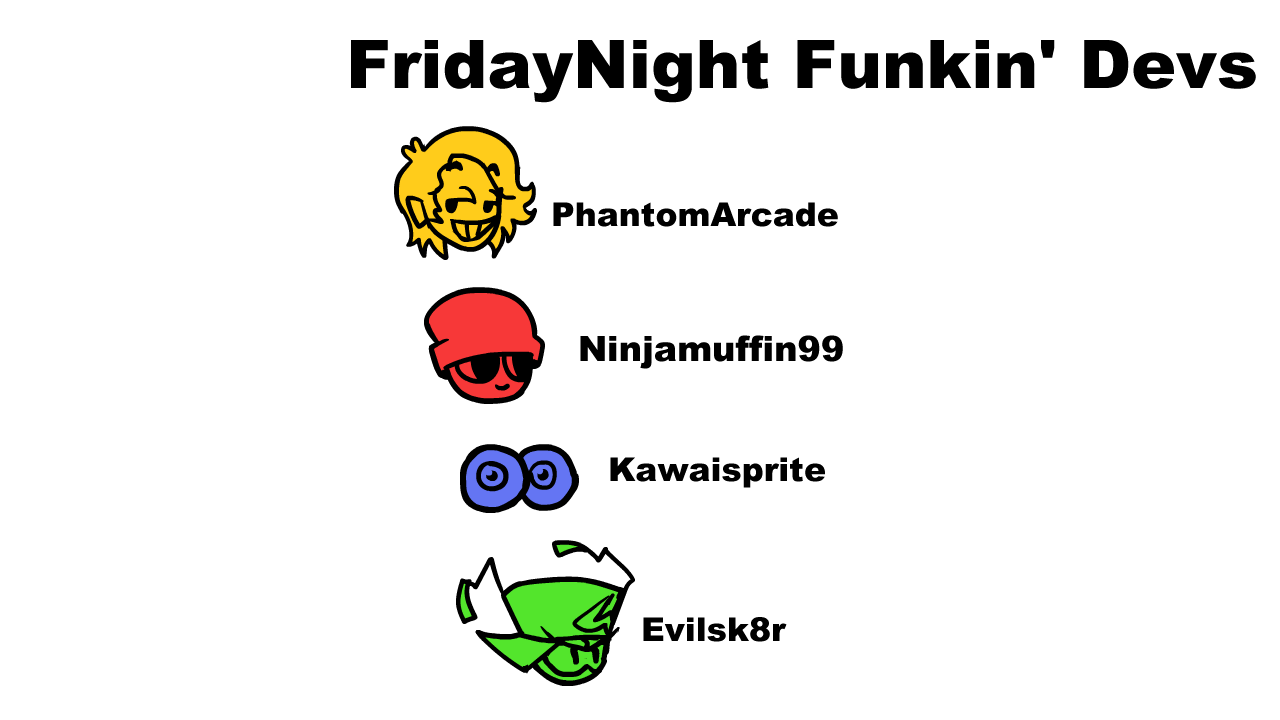 FridayNight Funkin' Devs
PhantomArcade
Ninjamuffin99
Kawaisprite
Evilsk8r